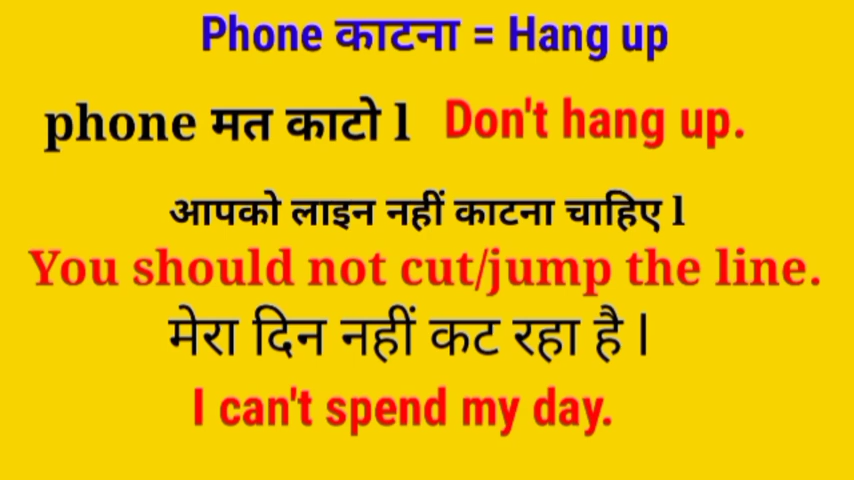 Phone काटना = Hang up
phone मत काटो l Don't hang up.
आपको लाइन नहीं काटना चाहिए l
You should not cut/jump the line.
मेरा दिन नहीं कट रहा है l
I can't spend my day.